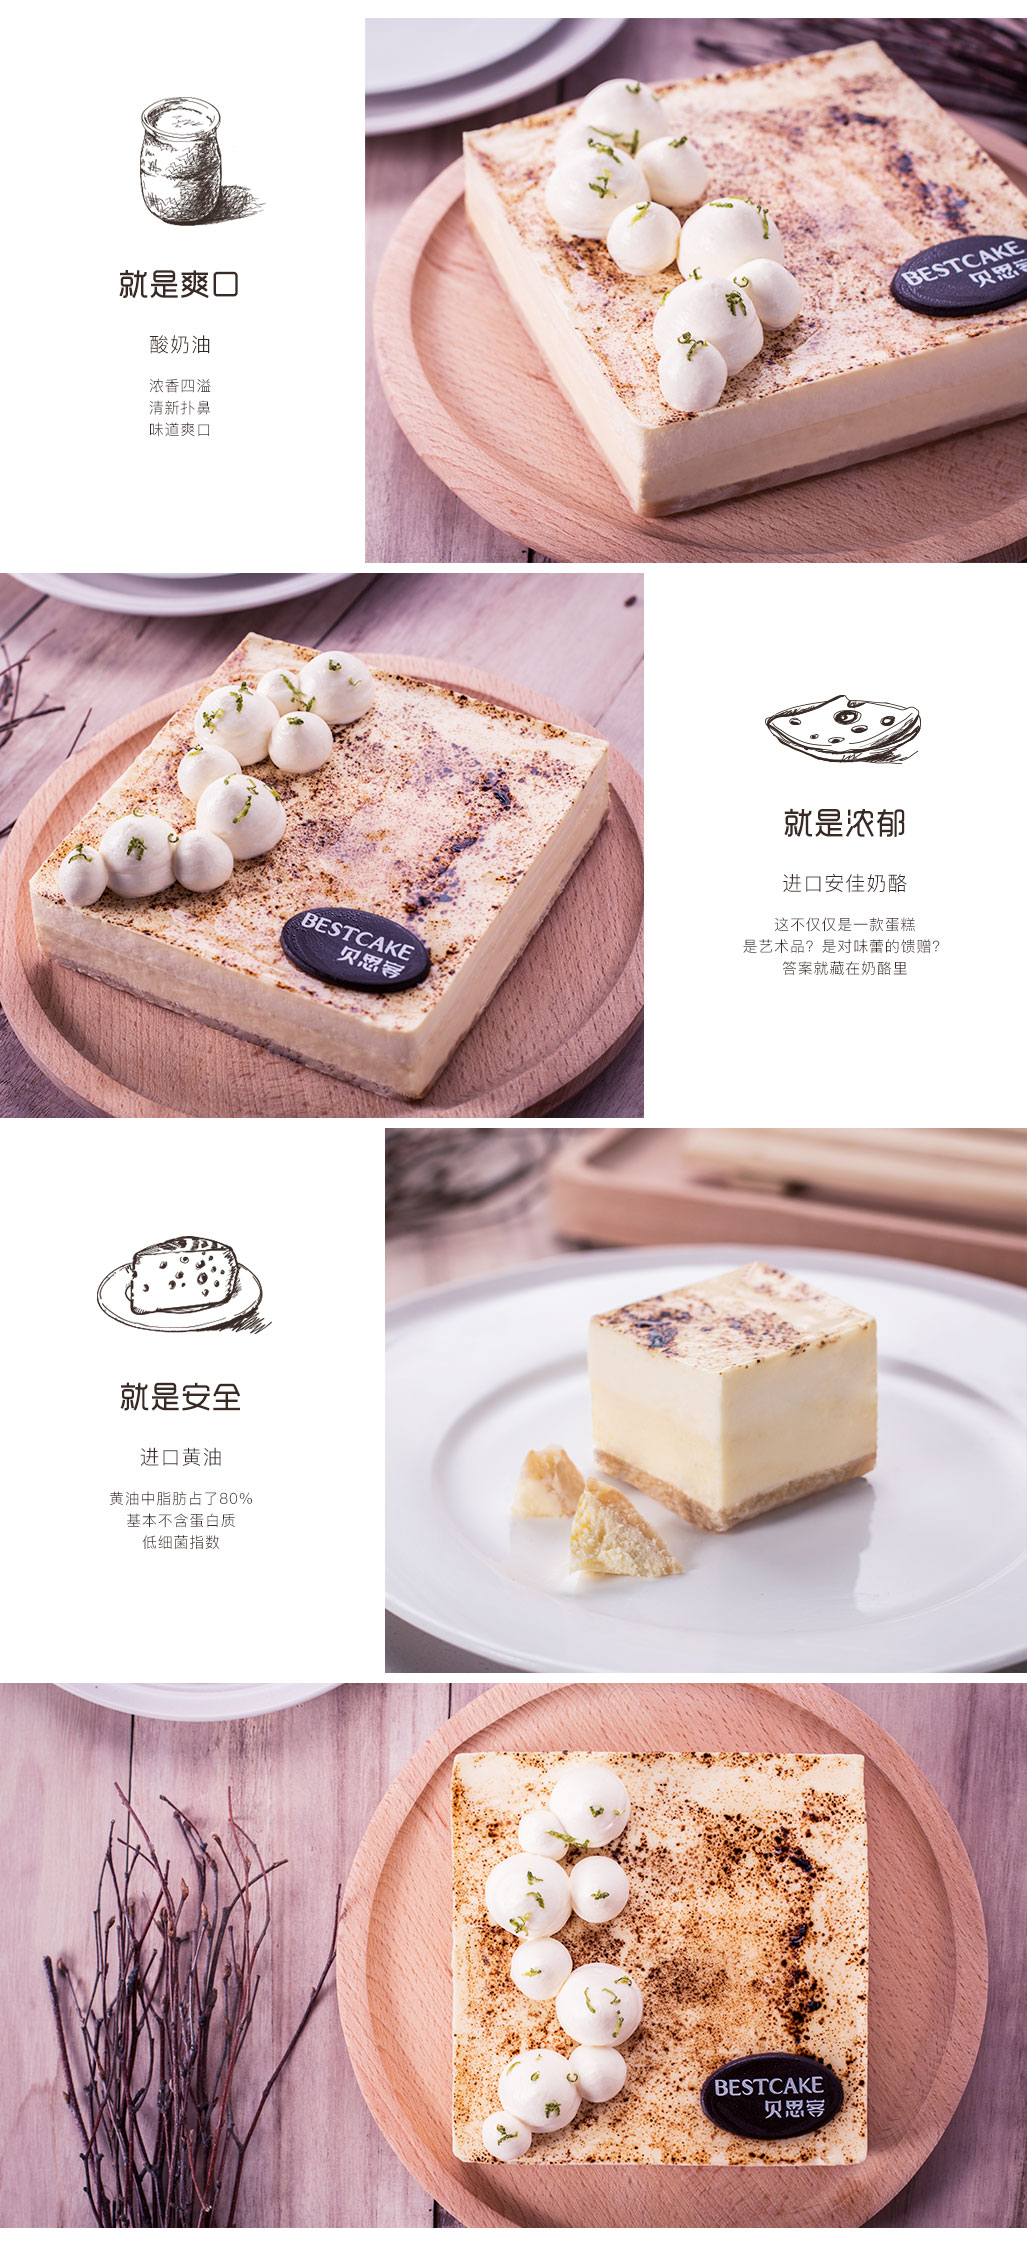 就是爽口
酸奶油
浓香四溢
清新扑鼻
味道爽口
BESTCAKE
贝思客
BESTCAKE
贝思客
就是浓郁
进口安佳奶酪
这不仅仅是一款蛋糕
是艺术品？是对味蕾的馈赠？
答案就藏在奶酪里
就是安全
进口黄油
黄油中脂肪占了80%
基本不含蛋白质
低细菌指数
BESTCAKE
贝思客